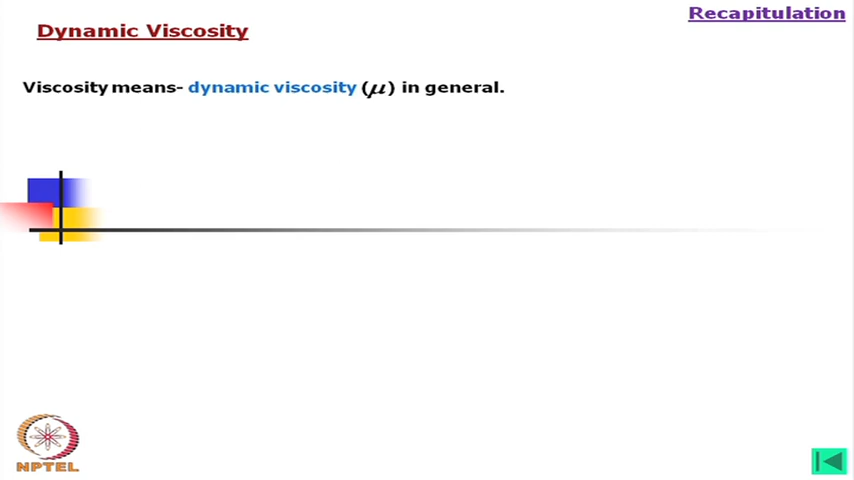 Recapitulation
Dynamic Viscosity
Viscosity means- dynamic viscosity (μ) in general.
NPTEL